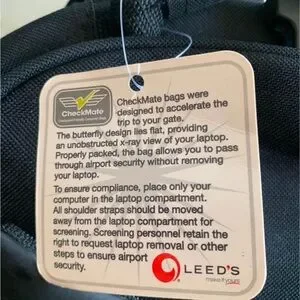 CheckMate
CheckMate bags were
designed to accelerate the
trip to your gate.
The butterfly design lies flat, providing
an unobstructed x-ray view of your laptop.
Properly packed, the bag allows you to pass
through airport security without removing
your laptop.
To ensure compliance, place only your
computer in the laptop compartment.
All shoulder straps should be moved
away from the laptop compartment for
screening. Screening personnel retain the
right to request laptop removal or other
steps to ensure airport
security.
LEED'S
make it yours